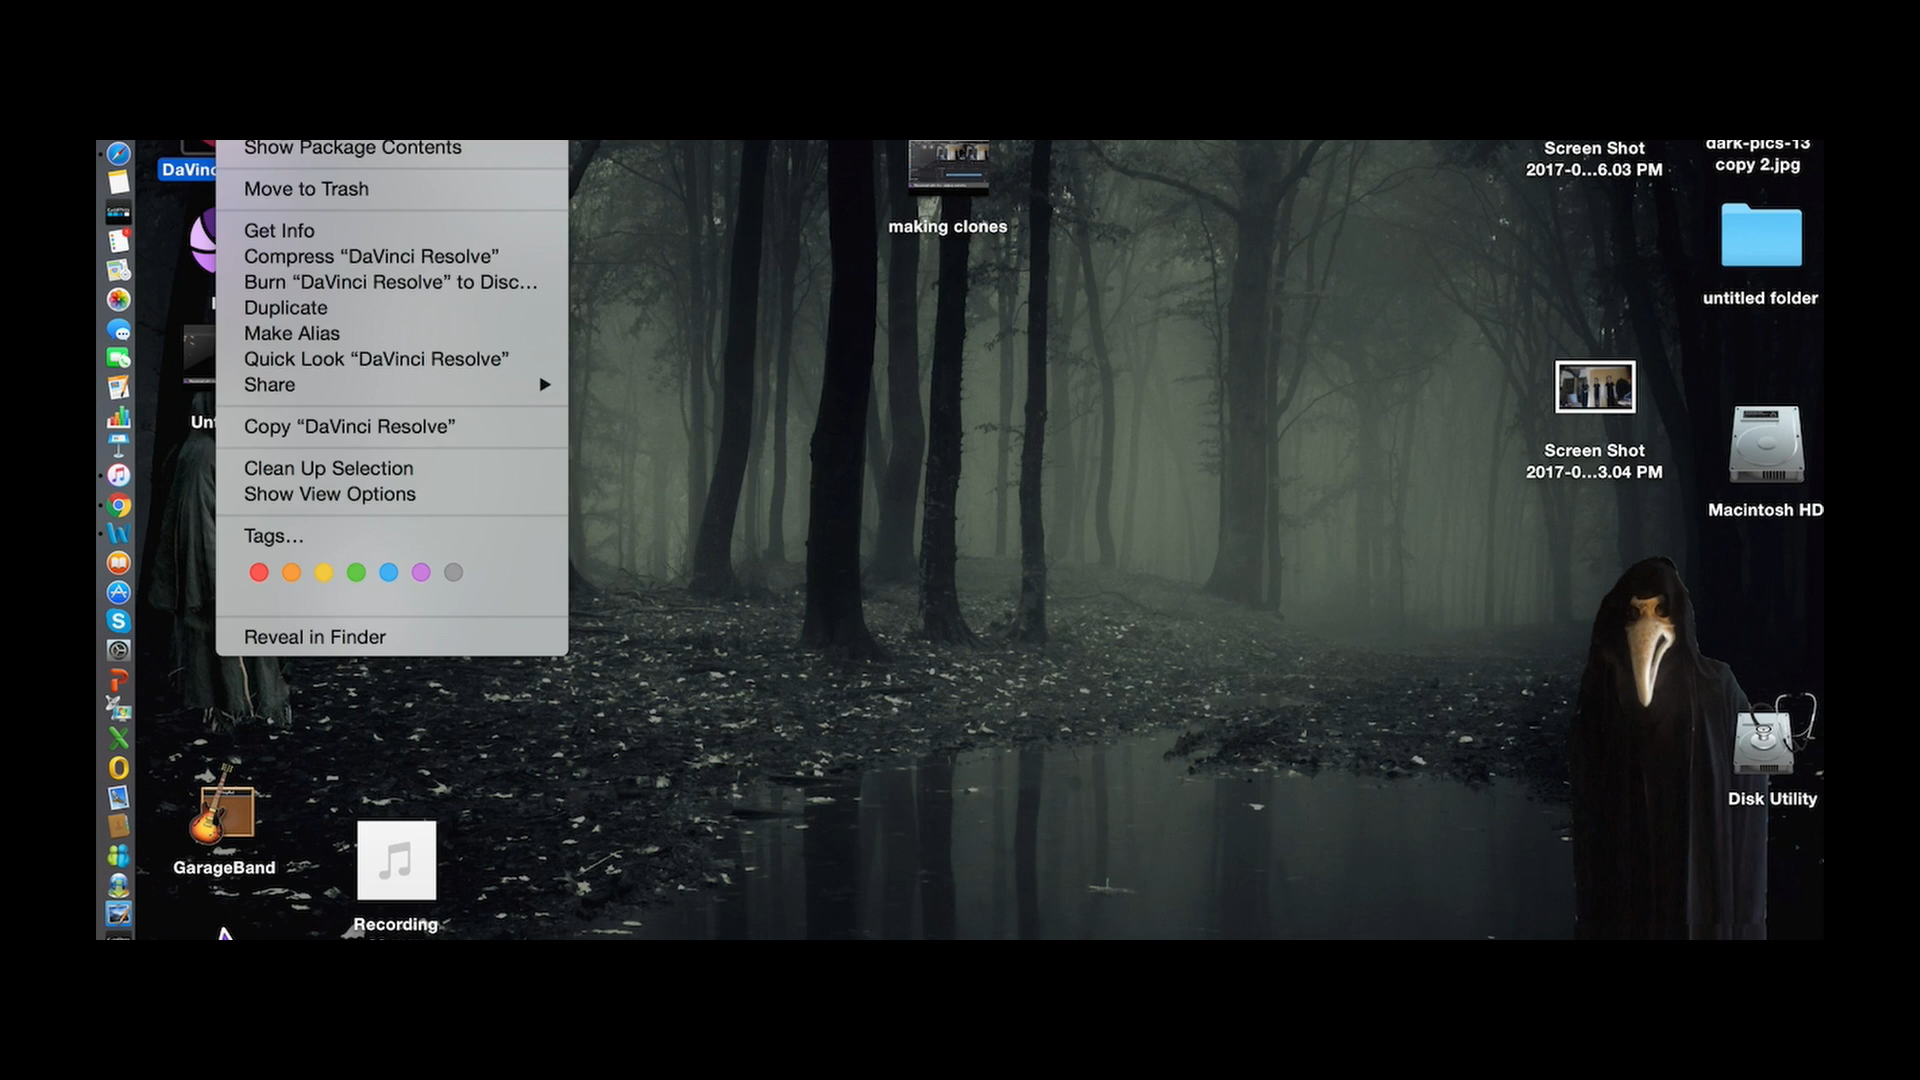 Show Package Contents
Move to Trash
Get Info
Compress “DaVinci Resolve”
Burn “DaVinci Resolve” to Disc…
Duplicate
Make Alias
Quick Look “DaVinci Resolve”
Share
Copy “DaVinci Resolve”
Clean Up Selection
Show View Options
Tags…
Reveal in Finder
DaVinc
Unt
GarageBand
Recording
making clones
Screen Shot
2017-0...6.03 PM
dark-pics-13
copy 2.jpg
untitled folder
Screen Shot
2017-0...3.04 PM
Macintosh HD
Disk Utility